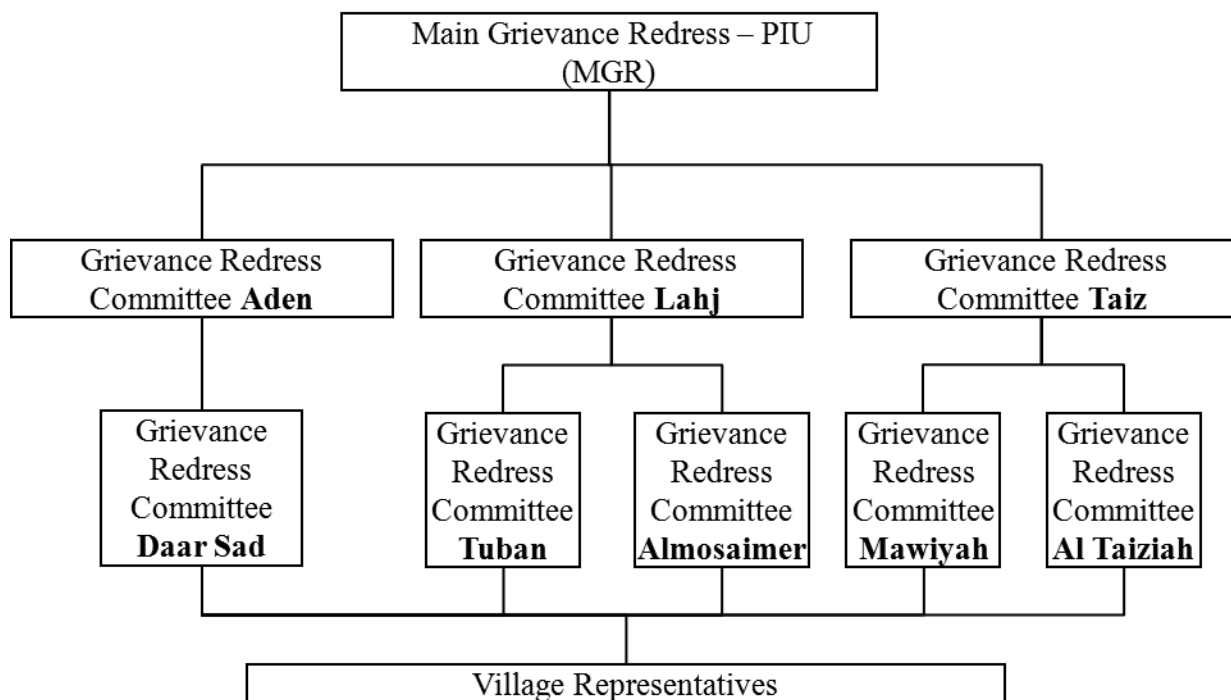 Main Grievance Redress – PIU
(MGR)
Grievance Redress
Committee Aden
Grievance Redress
Committee Lahj
Grievance Redress
Committee Taiz
Grievance
Redress
Committee
Daar Sad
Grievance
Redress
Committee
Tuban
Grievance
Redress
Committee
Almosaimer
Grievance
Redress
Committee
Mawiyah
Grievance
Redress
Committee
Al Taiziah
Village Representatives